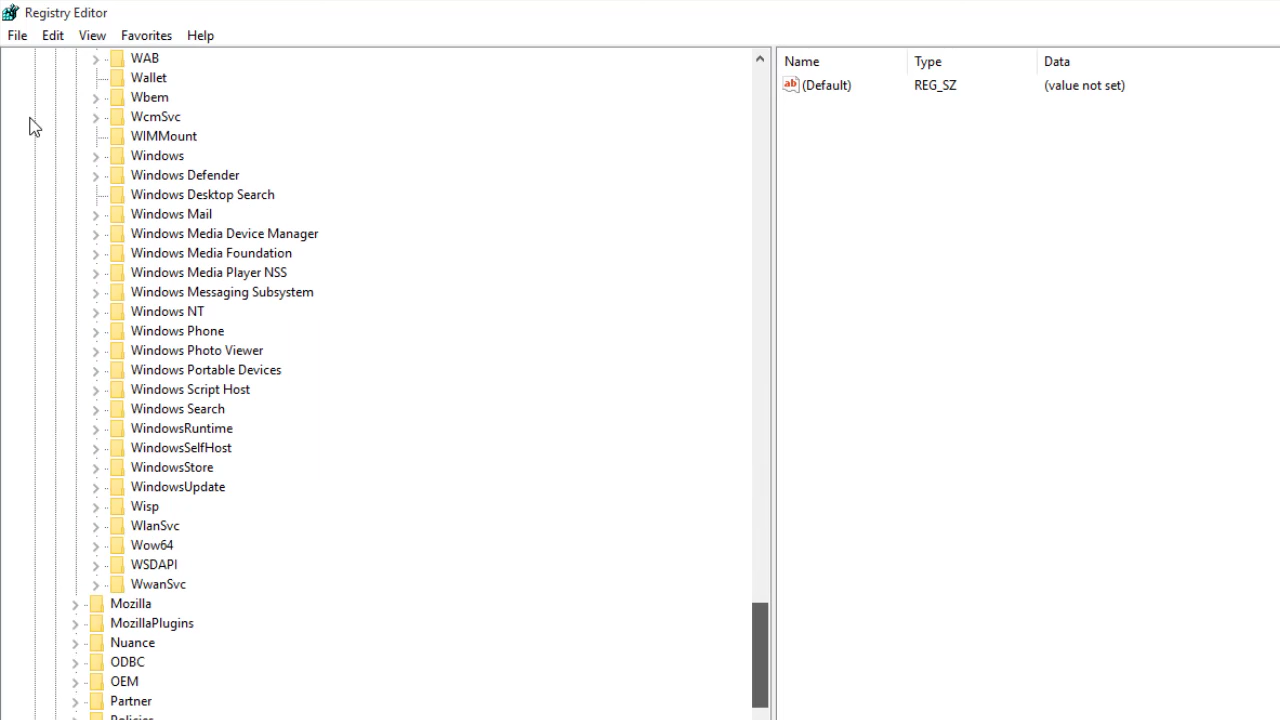 Registry Editor
File Edit View Favorites Help
WAB
Wallet
Wbem
WcmSvc
WIMMount
Windows
Windows Defender
Windows Desktop Search
Windows Mail
Windows Media Device Manager
Windows Media Foundation
Windows Media Player NSS
Windows Messaging Subsystem
Windows NT
Windows Phone
Windows Photo Viewer
Windows Portable Devices
Windows Script Host
Windows Search
WindowsRuntime
WindowsSelfHost
WindowsStore
WindowsUpdate
Wisp
WlanSvc
Wow64
WSDAPI
WwanSvc
Mozilla
MozillaPlugins
Nuance
ODBC
OEM
Partner
Policies
Name Type Data
ab (Default) REG_SZ (value not set)